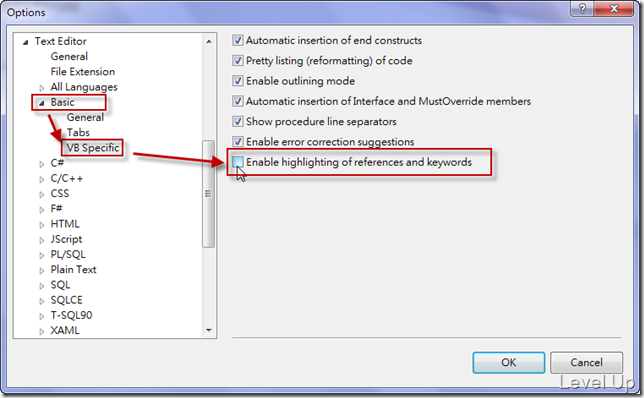 Options
Text Editor
General
File Extension
All Languages
Basic
General
Tabs
VB Specific
C#
C/C++
CSS
F#
HTML
JScript
PL/SQL
Plain Text
SQL
SQLCE
T-SQL90
XAML
Automatic insertion of end constructs
Pretty listing (reformatting) of code
Enable outlining mode
Automatic insertion of Interface and MustOverride members
Show procedure line separators
Enable error correction suggestions
Enable highlighting of references and keywords
OK
Cancel
Level Up